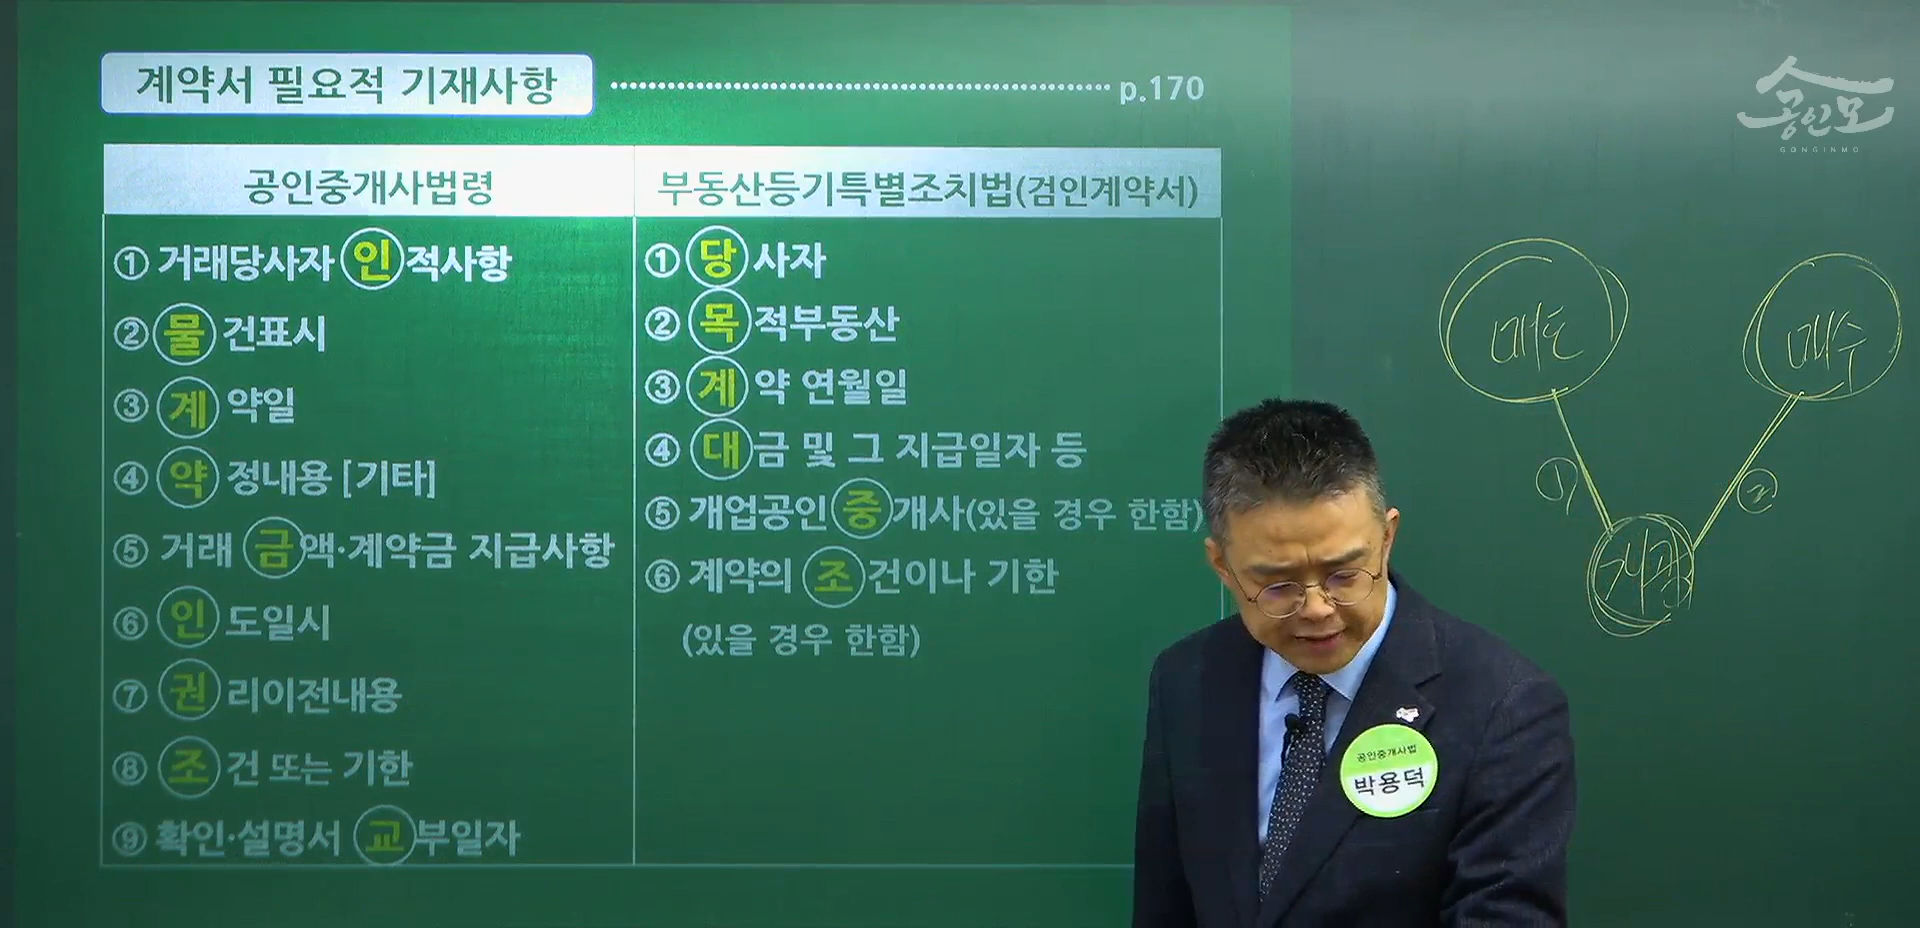 계약서 필요적 기재사항 p.170
공인중개사법령
① 거래당사자 인적사항
② 물건표시
③ 계약일
④ 약정내용 [기타]
⑤ 거래 금액·계약금 지급사항
⑥ 인도일시
⑦ 권리이전내용
⑧ 조건 또는 기한
⑨ 확인·설명서 교부일자
부동산등기특별조치법(검인계약서)
① 당사자
② 목적부동산
③ 계약 연월일
④ 대금 및 그 지급일자 등
⑤ 개업공인중개사(있을 경우 한함)
⑥ 계약의 조건이나 기한
(있을 경우 한함)
공인모
GONGINMO
매도
매수
①
②
공인중개사법
박용덕